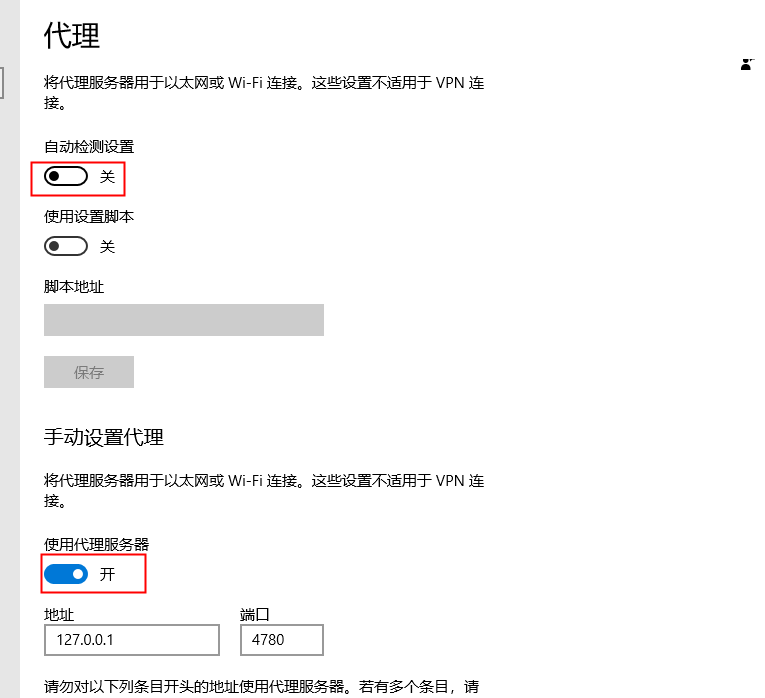 代理
将代理服务器用于以太网或 Wi-Fi 连接。这些设置不适用于 VPN 连
接。
自动检测设置
关
使用设置脚本
关
脚本地址
保存
手动设置代理
将代理服务器用于以太网或 Wi-Fi 连接。这些设置不适用于 VPN 连
接。
使用代理服务器
开
地址 端口
127.0.0.1 4780
请勿对以下列条目开头的地址使用代理服务器。若有多个条目，请